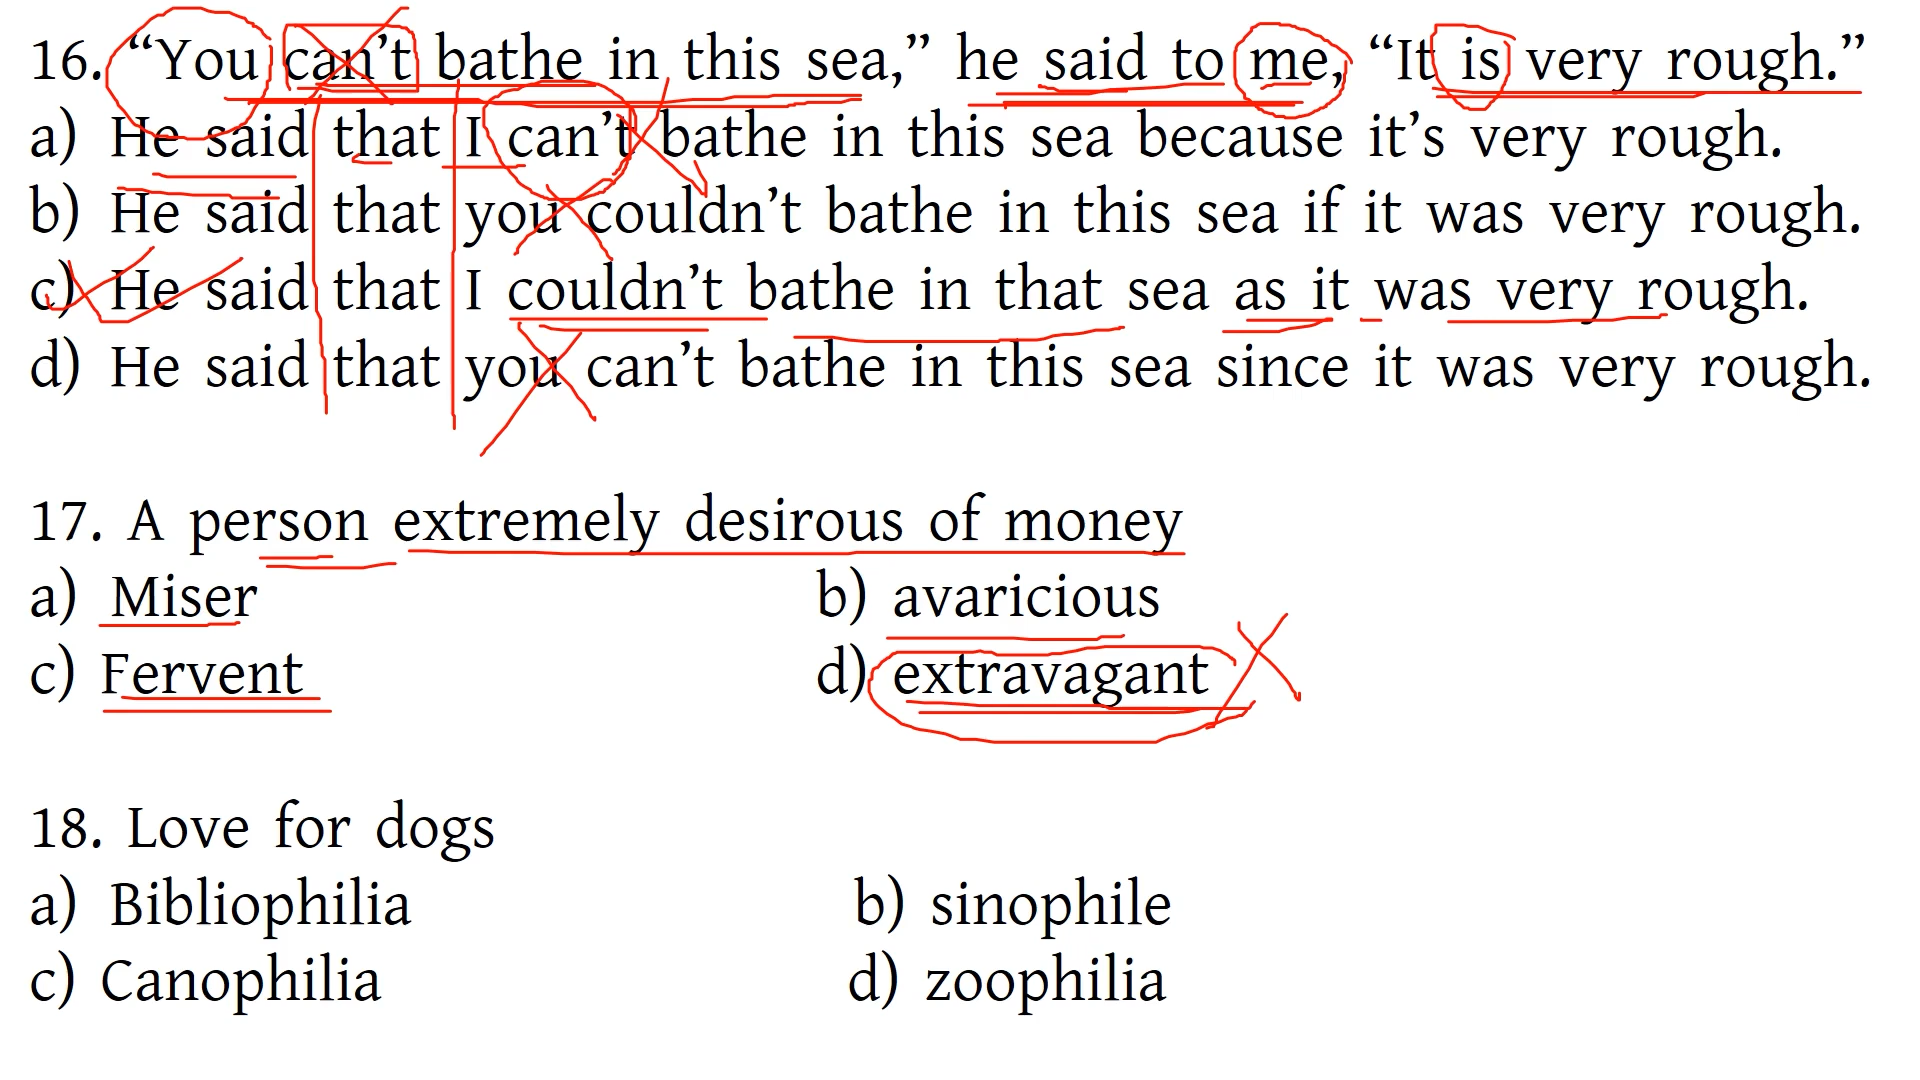 16. “You can’t bathe in this sea,” he said to me, “It is very rough.”
a) He said that I can’t bathe in this sea because it’s very rough.
b) He said that you couldn’t bathe in this sea if it was very rough.
c) He said that I couldn’t bathe in that sea as it was very rough.
d) He said that you can’t bathe in this sea since it was very rough.
17. A person extremely desirous of money
a) Miser b) avaricious
c) Fervent d) extravagant
18. Love for dogs
a) Bibliophilia b) sinophile
c) Canophilia d) zoophilia